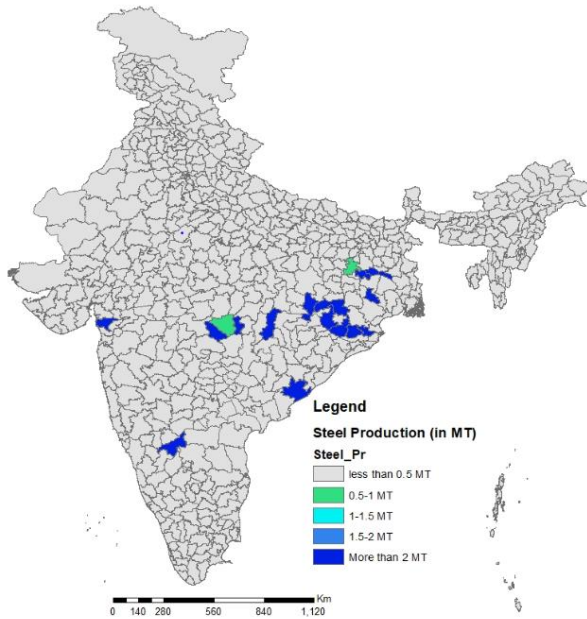 Legend
Steel Production (in MT)
Steel_Pr
less than 0.5 MT
0.5-1 MT
1-1.5 MT
1.5-2 MT
More than 2 MT
Km
0 140 280 560 840 1,120